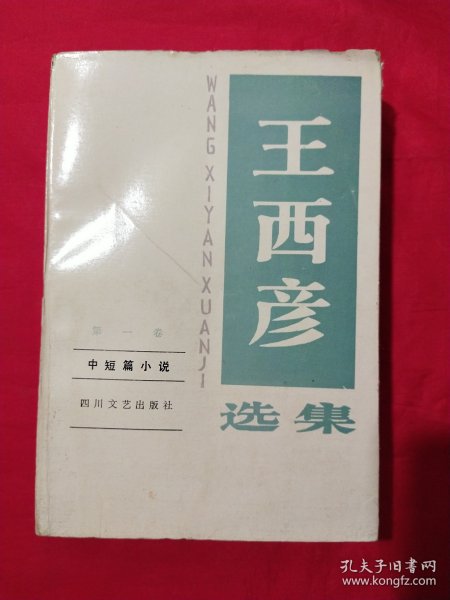 王西彦
选集
WANG XIYAN XUANJI
第一卷
中短篇小说
四川文艺出版社
孔夫子旧书网
www.kongfz.com